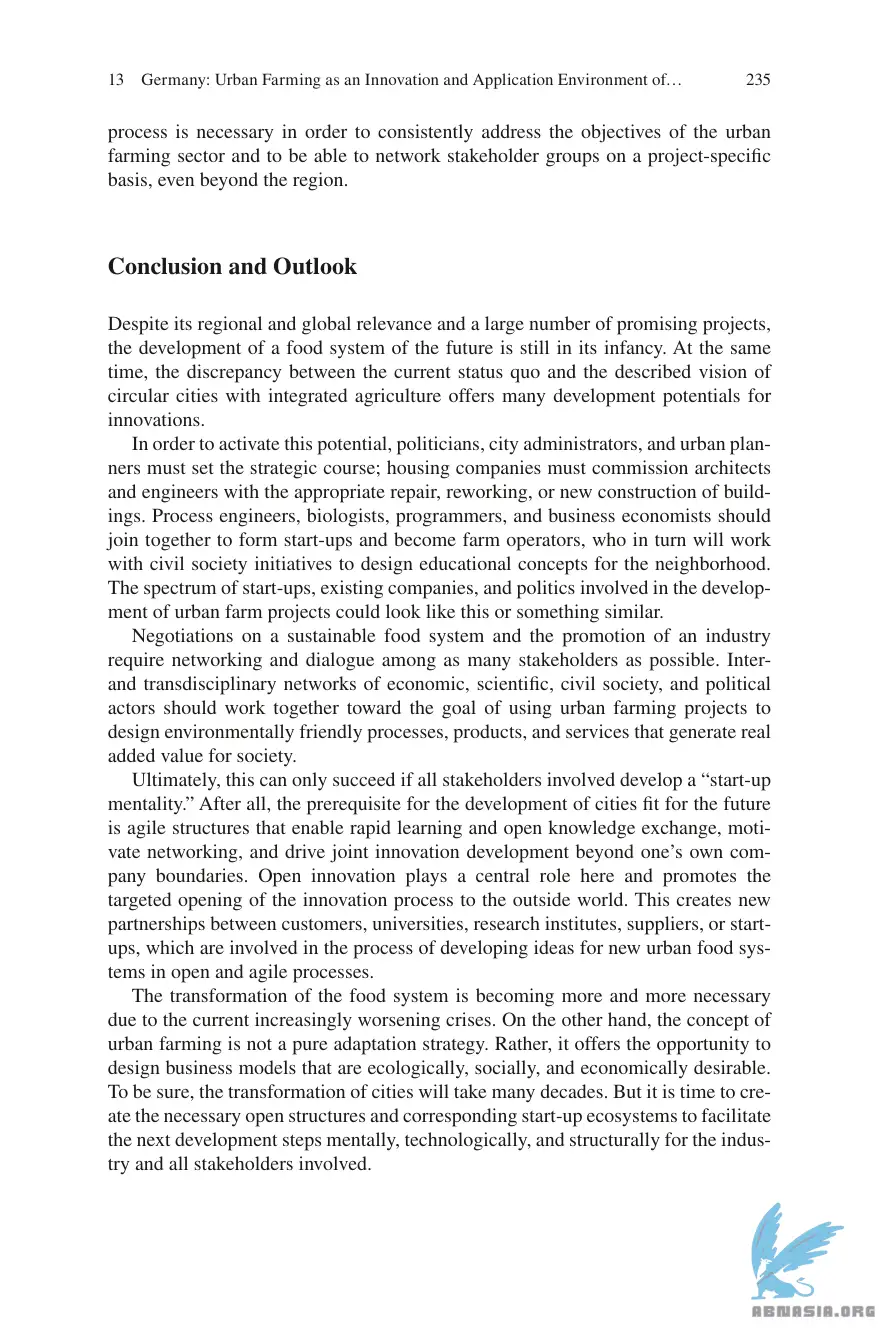 13 Germany: Urban Farming as an Innovation and Application Environment of… 235
process is necessary in order to consistently address the objectives of the urban
farming sector and to be able to network stakeholder groups on a project-specific
basis, even beyond the region.
Conclusion and Outlook
Despite its regional and global relevance and a large number of promising projects,
the development of a food system of the future is still in its infancy. At the same
time, the discrepancy between the current status quo and the described vision of
circular cities with integrated agriculture offers many development potentials for
innovations.
In order to activate this potential, politicians, city administrators, and urban plan-
ners must set the strategic course; housing companies must commission architects
and engineers with the appropriate repair, reworking, or new construction of build-
ings. Process engineers, biologists, programmers, and business economists should
join together to form start-ups and become farm operators, who in turn will work
with civil society initiatives to design educational concepts for the neighborhood.
The spectrum of start-ups, existing companies, and politics involved in the develop-
ment of urban farm projects could look like this or something similar.
Negotiations on a sustainable food system and the promotion of an industry
require networking and dialogue among as many stakeholders as possible. Inter-
and transdisciplinary networks of economic, scientific, civil society, and political
actors should work together toward the goal of using urban farming projects to
design environmentally friendly processes, products, and services that generate real
added value for society.
Ultimately, this can only succeed if all stakeholders involved develop a “start-up
mentality.” After all, the prerequisite for the development of cities fit for the future
is agile structures that enable rapid learning and open knowledge exchange, moti-
vate networking, and drive joint innovation development beyond one’s own com-
pany boundaries. Open innovation plays a central role here and promotes the
targeted opening of the innovation process to the outside world. This creates new
partnerships between customers, universities, research institutes, suppliers, or start-
ups, which are involved in the process of developing ideas for new urban food sys-
tems in open and agile processes.
The transformation of the food system is becoming more and more necessary
due to the current increasingly worsening crises. On the other hand, the concept of
urban farming is not a pure adaptation strategy. Rather, it offers the opportunity to
design business models that are ecologically, socially, and economically desirable.
To be sure, the transformation of cities will take many decades. But it is time to cre-
ate the necessary open structures and corresponding start-up ecosystems to facilitate
the next development steps mentally, technologically, and structurally for the indus-
try and all stakeholders involved.
ABNASIA.ORG